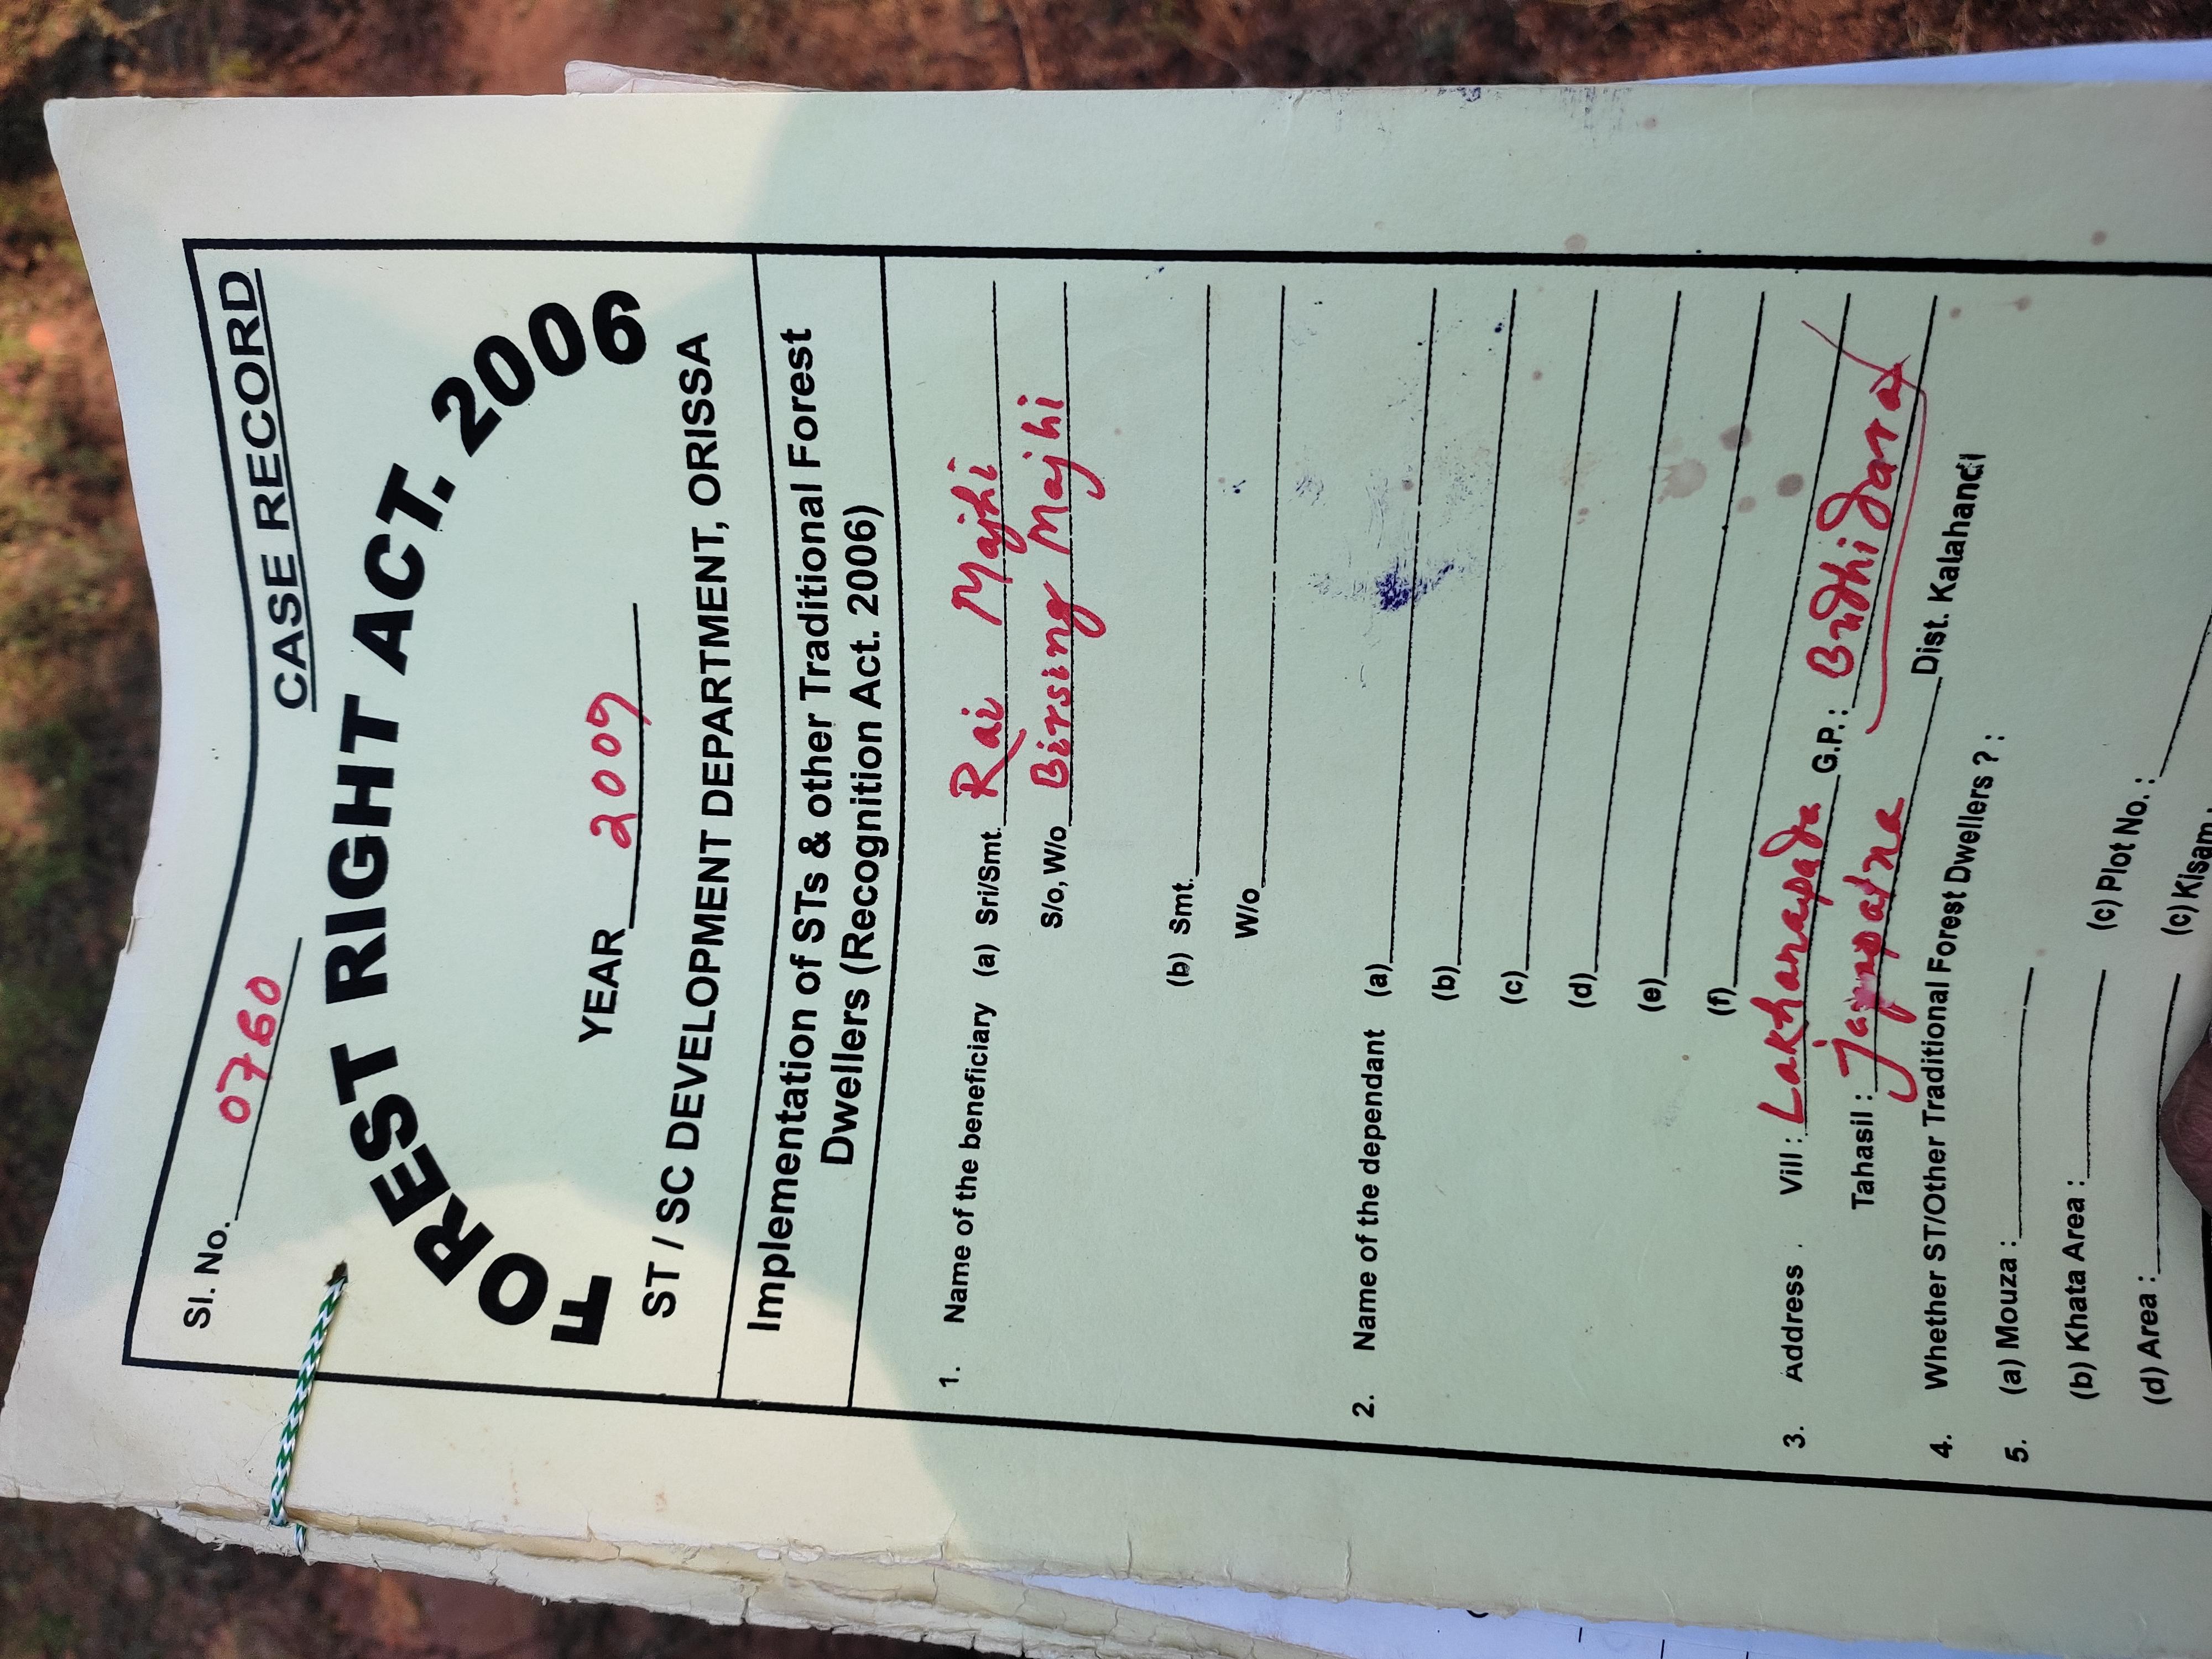 Sl. No. 0760 CASE RECORD
FOREST RIGHT ACT. 2006
YEAR 2009
ST / SC DEVELOPMENT DEPARTMENT, ORISSA
Implementation of STs & other Traditional Forest
Dwellers (Recognition Act. 2006)
1. Name of the beneficiary (a) Sri/Smt. Rai Majhi
S/o, W/o Birsing Majhi
(b) Smt.
W/o
2. Name of the dependant (a)
(b)
(c)
(d)
(e)
(f)
3. Address . Vill : Lakhanapada G.P. : Budhidar
Tahasil : jaypatna Dist. Kalahandi
4. Whether ST/Other Traditional Forest Dwellers ? :
5. (a) Mouza :
(b) Khata Area : (c) Plot No. :
(d) Area : (c) Kisam